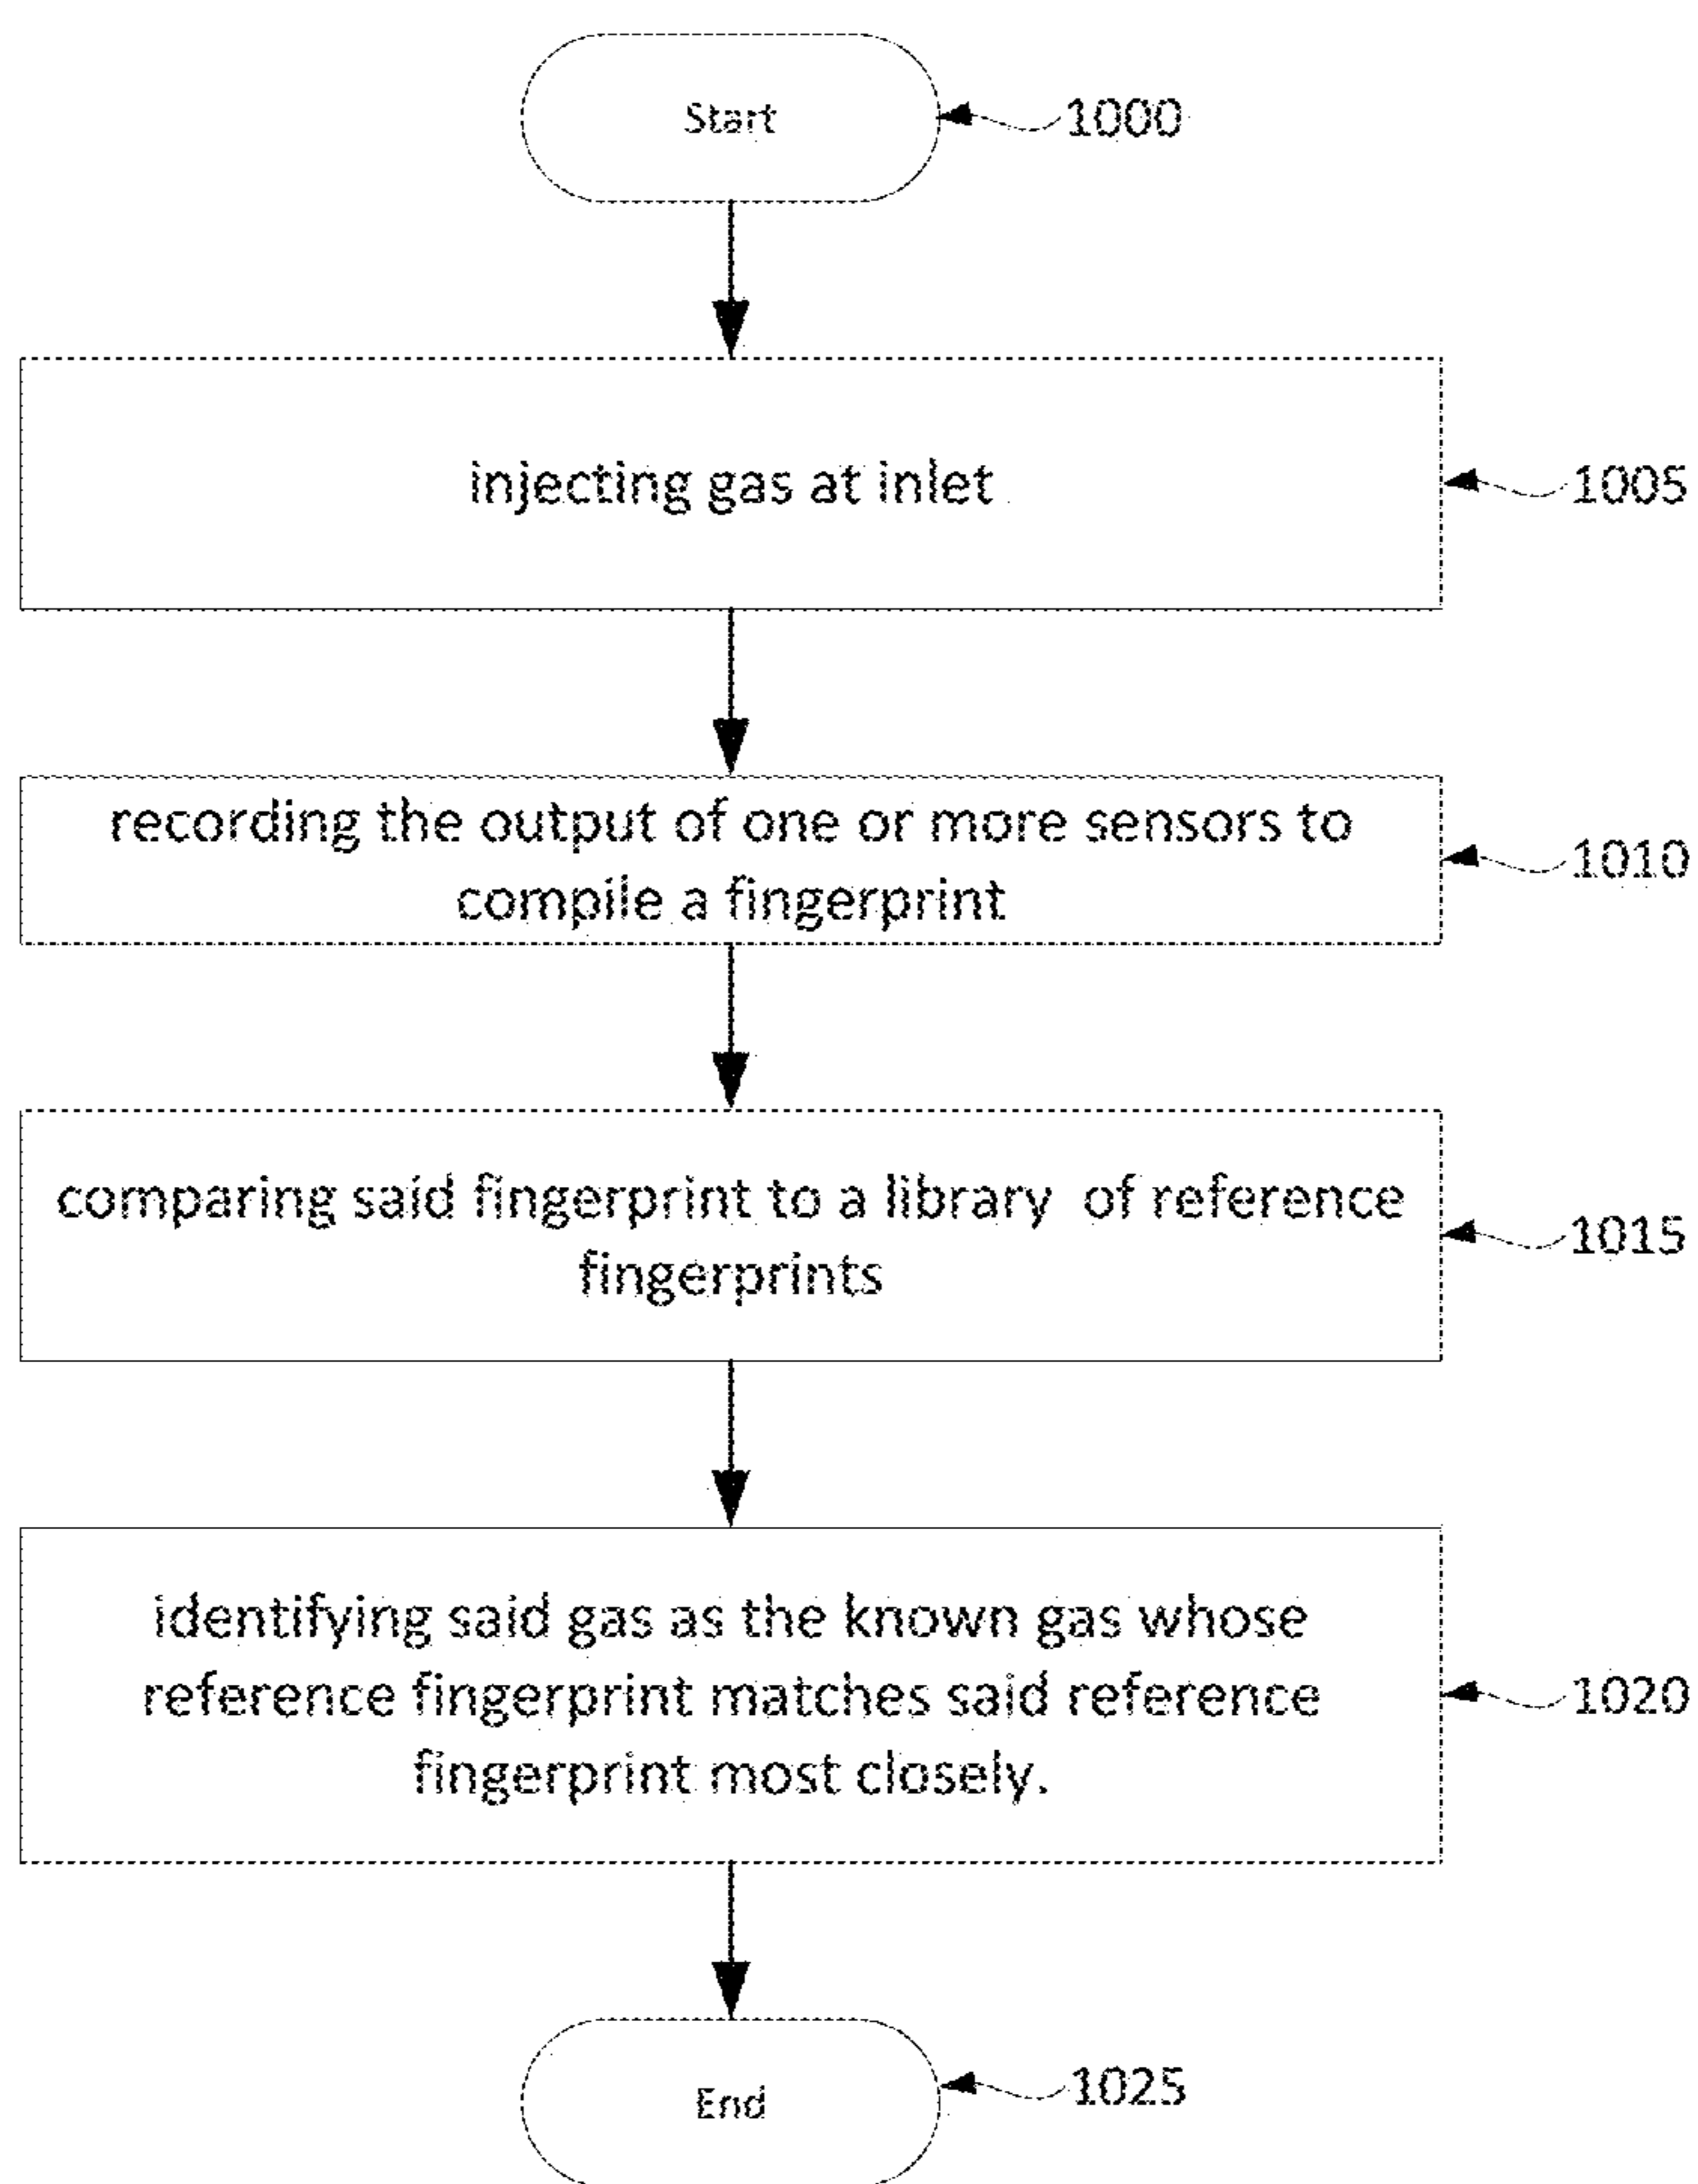 Start
1000
injecting gas at inlet
1005
recording the output of one or more sensors to
compile a fingerprint
1010
comparing said fingerprint to a library of reference
fingerprints
1015
identifying said gas as the known gas whose
reference fingerprint matches said reference
fingerprint most closely.
1020
End
1025